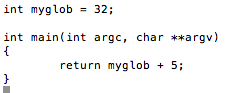 int myglob = 32;
int main(int argc, char **argv)
{
        return myglob + 5;
}